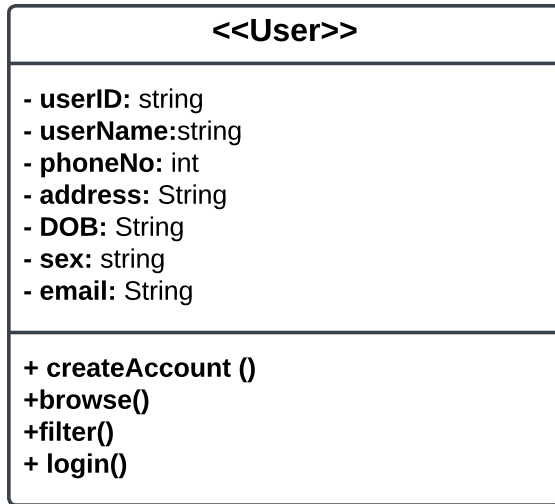 <<User>>
- userID: string
- userName:string
- phoneNo: int
- address: String
- DOB: String
- sex: string
- email: String
+ createAccount ()
+browse()
+filter()
+ login()